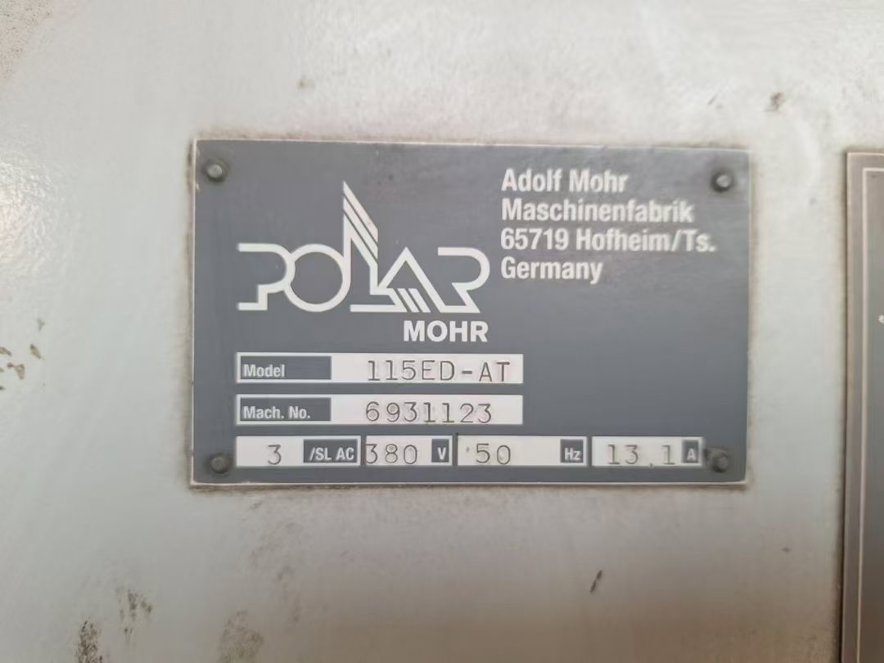 Adolf Mohr
Maschinenfabrik
65719 Hofheim/Ts.
Germany
POLAR
MOHR
Model 115ED-AT
Mach. No. 6931123
3 /SL AC 380 V 50 Hz 13.1 A